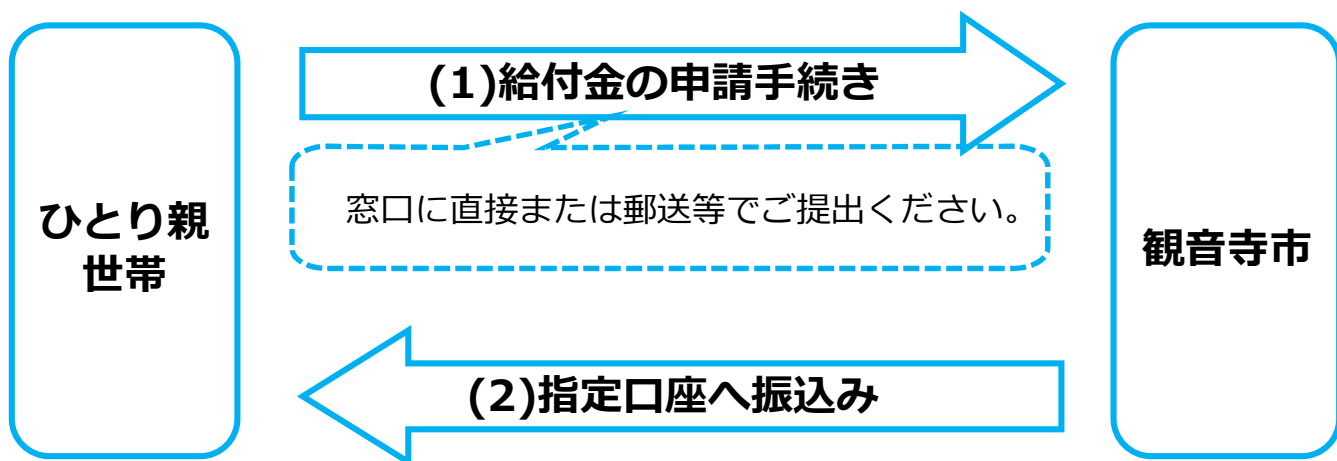 (1)給付金の申請手続き
窓口に直接または郵送等でご提出ください。
ひとり親
世帯
観音寺市
(2)指定口座へ振込み